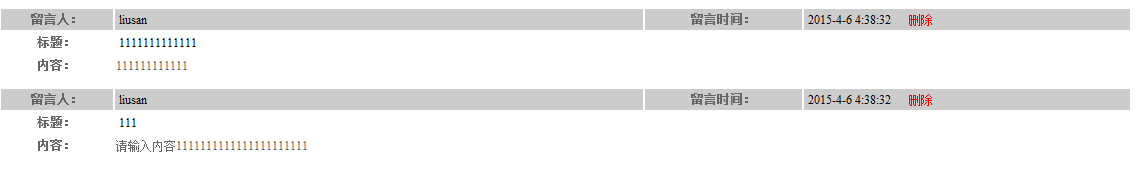 留言人： liusan 留言时间： 2015-4-6 4:38:32 删除
标题： 1111111111111
内容： 111111111111
留言人： liusan 留言时间： 2015-4-6 4:38:32 删除
标题： 111
内容： 请输入内容1111111111111111111111